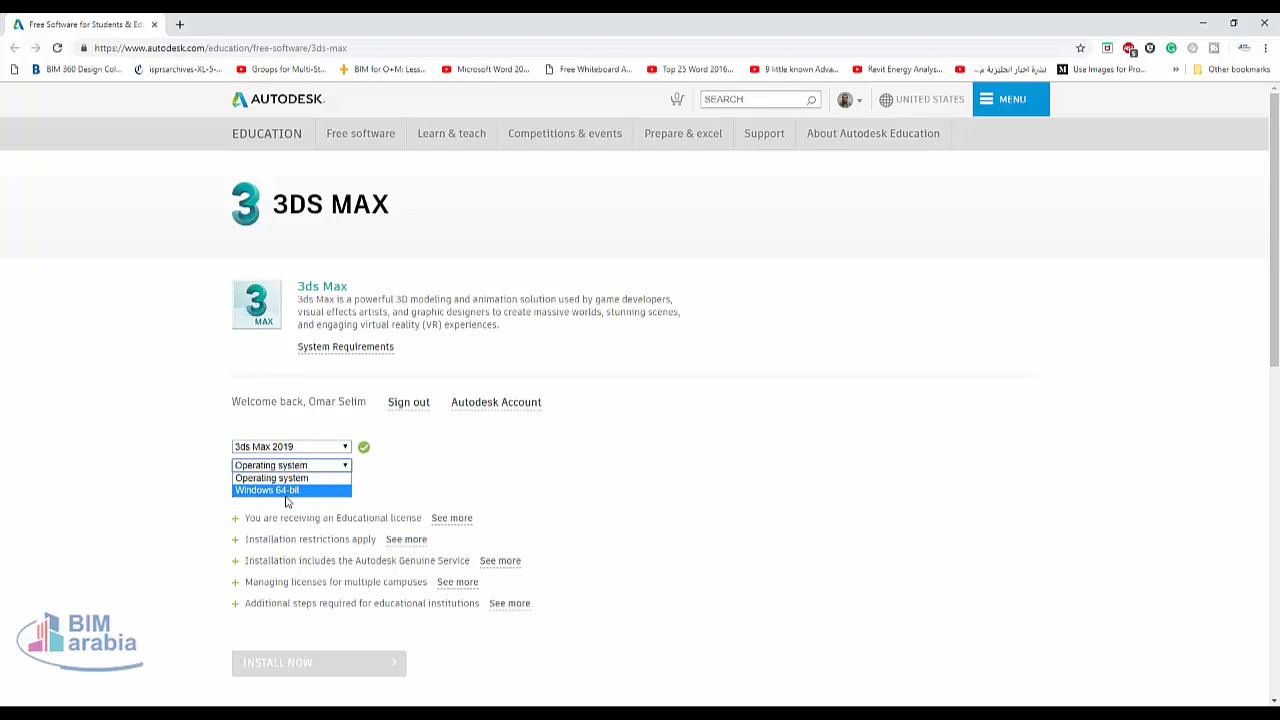 Free Software for Students & Ed
https://www.autodesk.com/education/free-software/3ds-max
BIM 360 Design Col...
isprsarchives-XL-5-...
Groups for Multi-St...
BIM for O+M: Less...
Microsoft Word 20...
Free Whiteboard A...
Top 25 Word 2016...
9 little known Adva...
Revit Energy Analys...
نشرة اخبار انجليزية م...
Use Images for Pro...
»
Other bookmarks
AUTODESK.
SEARCH
UNITED STATES
MENU
EDUCATION
Free software
Learn & teach
Competitions & events
Prepare & excel
Support
About Autodesk Education
3DS MAX
MAX
3ds Max
3ds Max is a powerful 3D modeling and animation solution used by game developers,
visual effects artists, and graphic designers to create massive worlds, stunning scenes,
and engaging virtual reality (VR) experiences.
System Requirements
Welcome back, Omar Selim
Sign out
Autodesk Account
3ds Max 2019
Operating system
Operating system
Windows 64-bit
+ You are receiving an Educational license See more
+ Installation restrictions apply See more
+ Installation includes the Autodesk Genuine Service See more
+ Managing licenses for multiple campuses See more
+ Additional steps required for educational institutions See more
INSTALL NOW
BIM
arabia